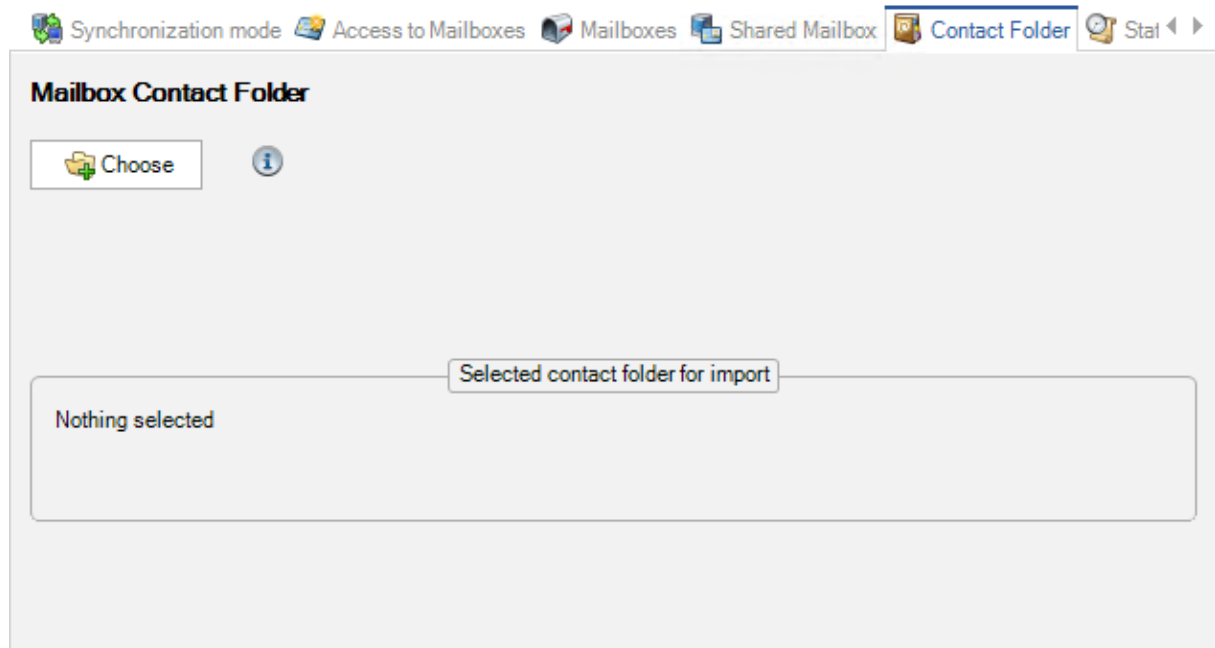 Synchronization mode Access to Mailboxes Mailboxes Shared Mailbox Contact Folder
Mailbox Contact Folder
Choose
Selected contact folder for import
Nothing selected